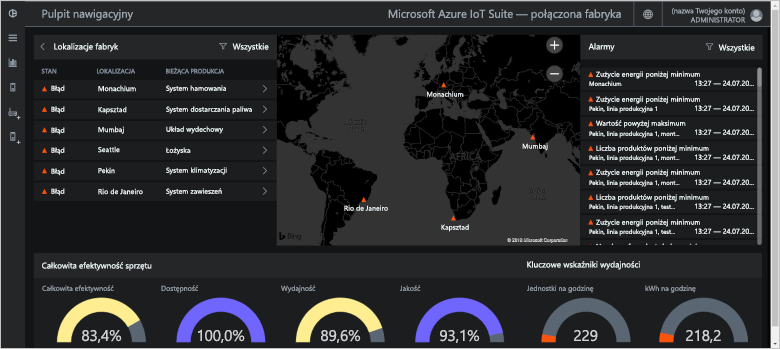 Pulpit nawigacyjny
Microsoft Azure IoT Suite — połączona fabryka
(nazwa Twojego konta)
ADMINISTRATOR
Lokalizacje fabryk
Wszystkie
STAN LOKALIZACJA BIEŻĄCA PRODUKCJA
Błąd Monachium System hamowania
Błąd Kapsztad System dostarczania paliwa
Błąd Mumbaj Układ wydechowy
Błąd Seattle Łożyska
Błąd Pekin System klimatyzacji
Błąd Rio de Janeiro System zawieszeń
Monachium
Mumbaj
AFRICA
Rio de Janeiro
Kapsztad
Bing
© 2018 Microsoft Corporation
Alarmy
Wszystkie
Zużycie energii poniżej minimum
Monachium 13:27 — 24.07.20...
Zużycie energii poniżej minimum
Pekin, linia produkcyjna 1 13:27 — 24.07.20...
Wartość powyżej maksimum
Pekin, linia produkcyjna 1, mont... 13:27 — 24.07.20...
Liczba produktów poniżej minimum
Pekin, linia produkcyjna 1, mont... 13:27 — 24.07.20...
Zużycie energii poniżej minimum
Pekin, linia produkcyjna 1, mont... 13:27 — 24.07.20...
Liczba produktów poniżej minimum
Pekin, linia produkcyjna 1, test... 13:27 — 24.07.20...
Zużycie energii poniżej minimum
Pekin, linia produkcyjna 1, test... 13:27 — 24.07.20...
Całkowita efektywność sprzętu
Kluczowe wskaźniki wydajności
Całkowita efektywność
Dostępność
Wydajność
Jakość
Jednostki na godzinę
kWh na godzinę
83,4%
100,0%
89,6%
93,1%
229
218,2